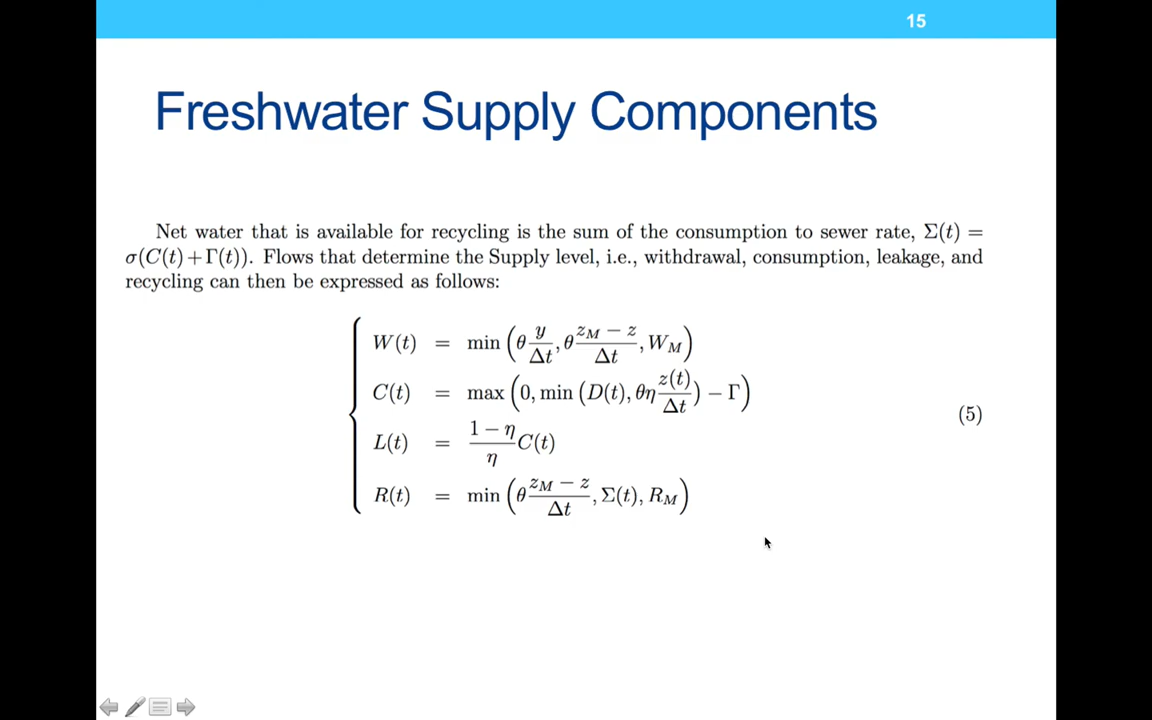 15
Freshwater Supply Components
Net water that is available for recycling is the sum of the consumption to sewer rate, Σ(t) =
σ(C(t)+Γ(t)). Flows that determine the Supply level, i.e., withdrawal, consumption, leakage, and
recycling can then be expressed as follows:
W(t) = min(θ y/Δt, θ (z_M − z)/Δt, W_M)
C(t) = max(0, min(D(t), θη z(t)/Δt) − Γ)
L(t) = (1 − η)/η C(t)
R(t) = min(θ (z_M − z)/Δt, Σ(t), R_M)
(5)